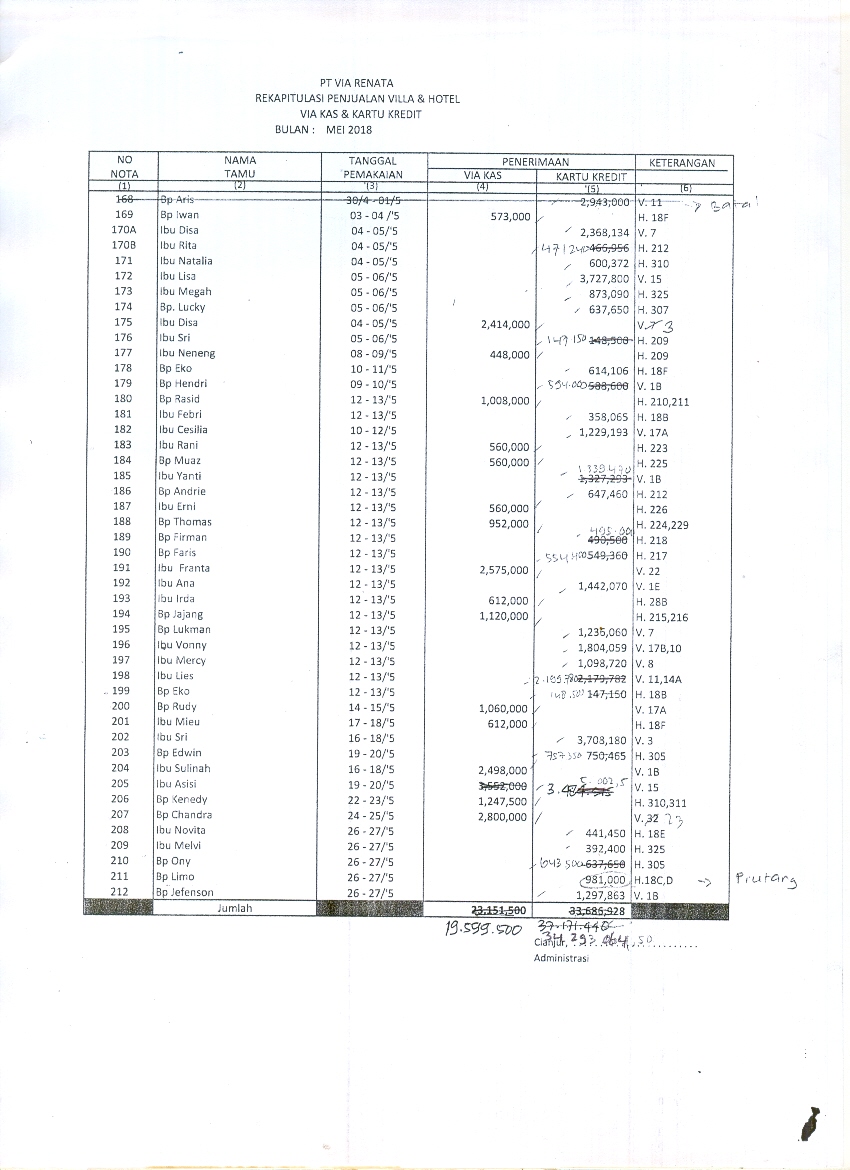 PT VIA RENATA
REKAPITULASI PENJUALAN VILLA & HOTEL
VIA KAS & KARTU KREDIT
BULAN : MEI 2018
NO NOTA NAMA TAMU TANGGAL PEMAKAIAN PENERIMAAN VIA KAS KARTU KREDIT KETERANGAN
(1) (2) '(3) (4) '(5) (6)
168 Bp Aris 30/4 - 01/5 2,943,000 V. 11 -> Batal
169 Bp Iwan 03 - 04 /'5 573,000 H. 18F
170A Ibu Disa 04 - 05/'5 2,368,134 V. 7
170B Ibu Rita 04 - 05/'5 471240 466,956 H. 212
171 Ibu Natalia 04 - 05/'5 600,372 H. 310
172 Ibu Lisa 05 - 06/'5 3,727,800 V. 15
173 Ibu Megah 05 - 06/'5 873,090 H. 325
174 Bp. Lucky 05 - 06/'5 637,650 H. 307
175 Ibu Disa 04 - 05/'5 2,414,000 V. 7 3
176 Ibu Sri 05 - 06/'5 149 150 148,500 H. 209
177 Ibu Neneng 08 - 09/'5 448,000 H. 209
178 Bp Eko 10 - 11/'5 614,106 H. 18F
179 Bp Hendri 09 - 10/'5 594.000 588,600 V. 1B
180 Bp Rasid 12 - 13/'5 1,008,000 H. 210,211
181 Ibu Febri 12 - 13/'5 358,065 H. 18B
182 Ibu Cesilia 10 - 12/'5 1,229,193 V. 17A
183 Ibu Rani 12 - 13/'5 560,000 H. 223
184 Bp Muaz 12 - 13/'5 560,000 H. 225
185 Ibu Yanti 12 - 13/'5 1.339.470 1,327,293 V. 1B
186 Bp Andrie 12 - 13/'5 647,460 H. 212
187 Ibu Erni 12 - 13/'5 560,000 H. 226
188 Bp Thomas 12 - 13/'5 952,000 H. 224,229
189 Bp Firman 12 - 13/'5 495.00 490,500 H. 218
190 Bp Faris 12 - 13/'5 554.400 549,360 H. 217
191 Ibu Franta 12 - 13/'5 2,575,000 V. 22
192 Ibu Ana 12 - 13/'5 1,442,070 V. 1E
193 Ibu Irda 12 - 13/'5 612,000 H. 28B
194 Bp Jajang 12 - 13/'5 1,120,000 H. 215,216
195 Bp Lukman 12 - 13/'5 1,235,060 V. 7
196 Ibu Vonny 12 - 13/'5 1,804,059 V. 17B,10
197 Ibu Mercy 12 - 13/'5 1,098,720 V. 8
198 Ibu Lies 12 - 13/'5 2,179,782 V. 11,14A
199 Bp Eko 12 - 13/'5 148.500 147,150 H. 18B
200 Bp Rudy 14 - 15/'5 1,060,000 V. 17A
201 Ibu Mieu 17 - 18/'5 612,000 H. 18F
202 Ibu Sri 16 - 18/'5 3,708,180 V. 3
203 Bp Edwin 19 - 20/'5 757350 750,465 H. 305
204 Ibu Sulinah 16 - 18/'5 2,498,000 V. 1B
205 Ibu Asisi 19 - 20/'5 3,552,000 V. 15
206 Bp Kenedy 22 - 23/'5 1,247,500 H. 310,311
207 Bp Chandra 24 - 25/'5 2,800,000 V. 32 23
208 Ibu Novita 26 - 27/'5 441,450 H. 18E
209 Ibu Melvi 26 - 27/'5 392,400 H. 325
210 Bp Ony 26 - 27/'5 643 500 637,650 H. 305
211 Bp Limo 26 - 27/'5 981,000 H.18C,D -> Piutang
212 Bp Jefenson 26 - 27/'5 1,297,863 V. 1B
Jumlah 23,151,500 33,686,928
19.599.500 37.171.440
34.293.064,50
Cianjur, ....................
Administrasi